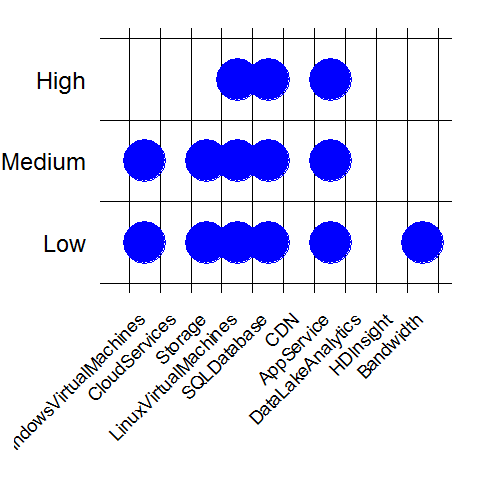 High
Medium
Low
ndowsVirtualMachines
CloudServices
Storage
LinuxVirtualMachines
SQLDatabase
CDN
AppService
DataLakeAnalytics
HDInsight
Bandwidth